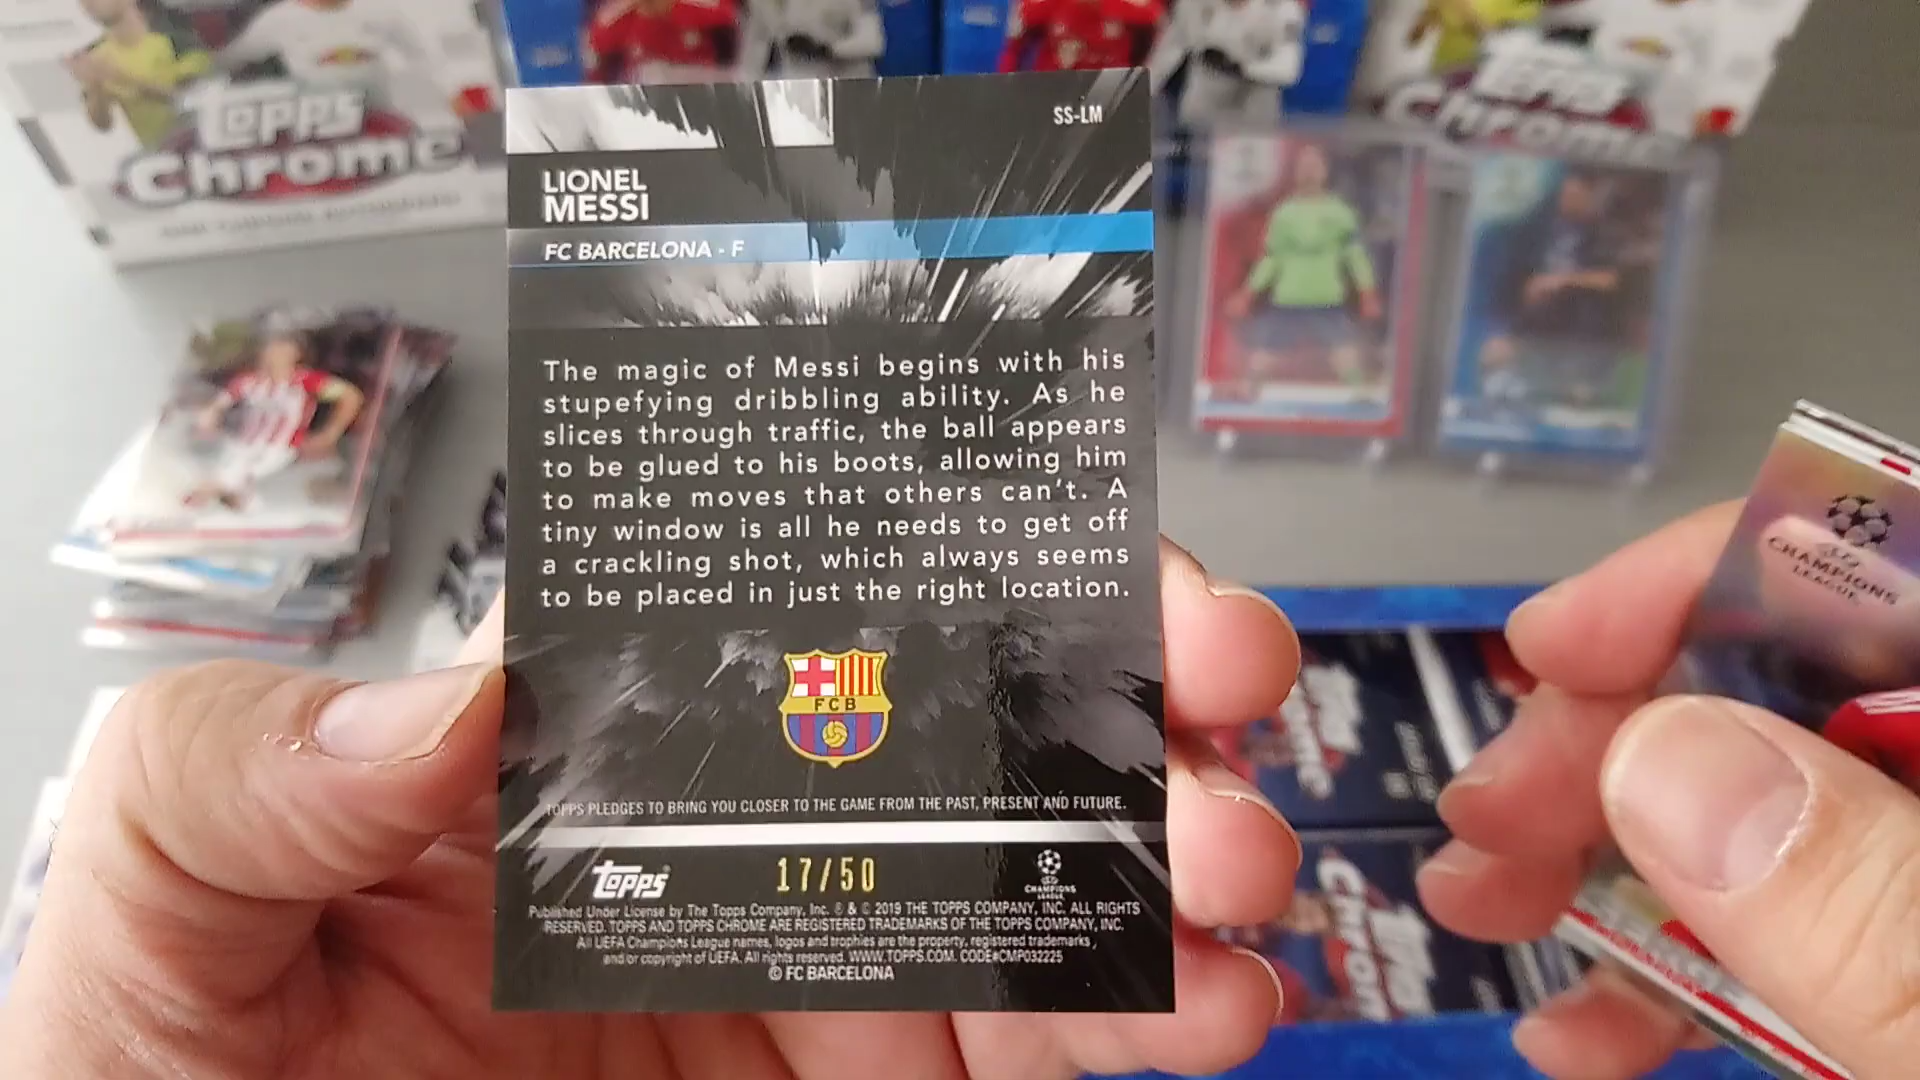 Topps
Chrome
Topps
Chrome
SS-LM
LIONEL
MESSI
FC BARCELONA - F
The magic of Messi begins with his
stupefying dribbling ability. As he
slices through traffic, the ball appears
to be glued to his boots, allowing him
to make moves that others can't. A
tiny window is all he needs to get off
a crackling shot, which always seems
to be placed in just the right location.
FCB
TOPPS PLEDGES TO BRING YOU CLOSER TO THE GAME FROM THE PAST, PRESENT AND FUTURE.
Topps
17/50
CHAMPIONS
LEAGUE
Published Under License by The Topps Company, Inc. ® & © 2019 THE TOPPS COMPANY, INC. ALL RIGHTS
RESERVED. TOPPS AND TOPPS CHROME ARE REGISTERED TRADEMARKS OF THE TOPPS COMPANY, INC.
All UEFA Champions League names, logos and trophies are the property, registered trademarks
and/or copyright of UEFA. All rights reserved. WWW.TOPPS.COM. CODE#CMP032225
© FC BARCELONA
CHAMPIONS
LEAGUE
Topps
Chrome
Topps
Chrome